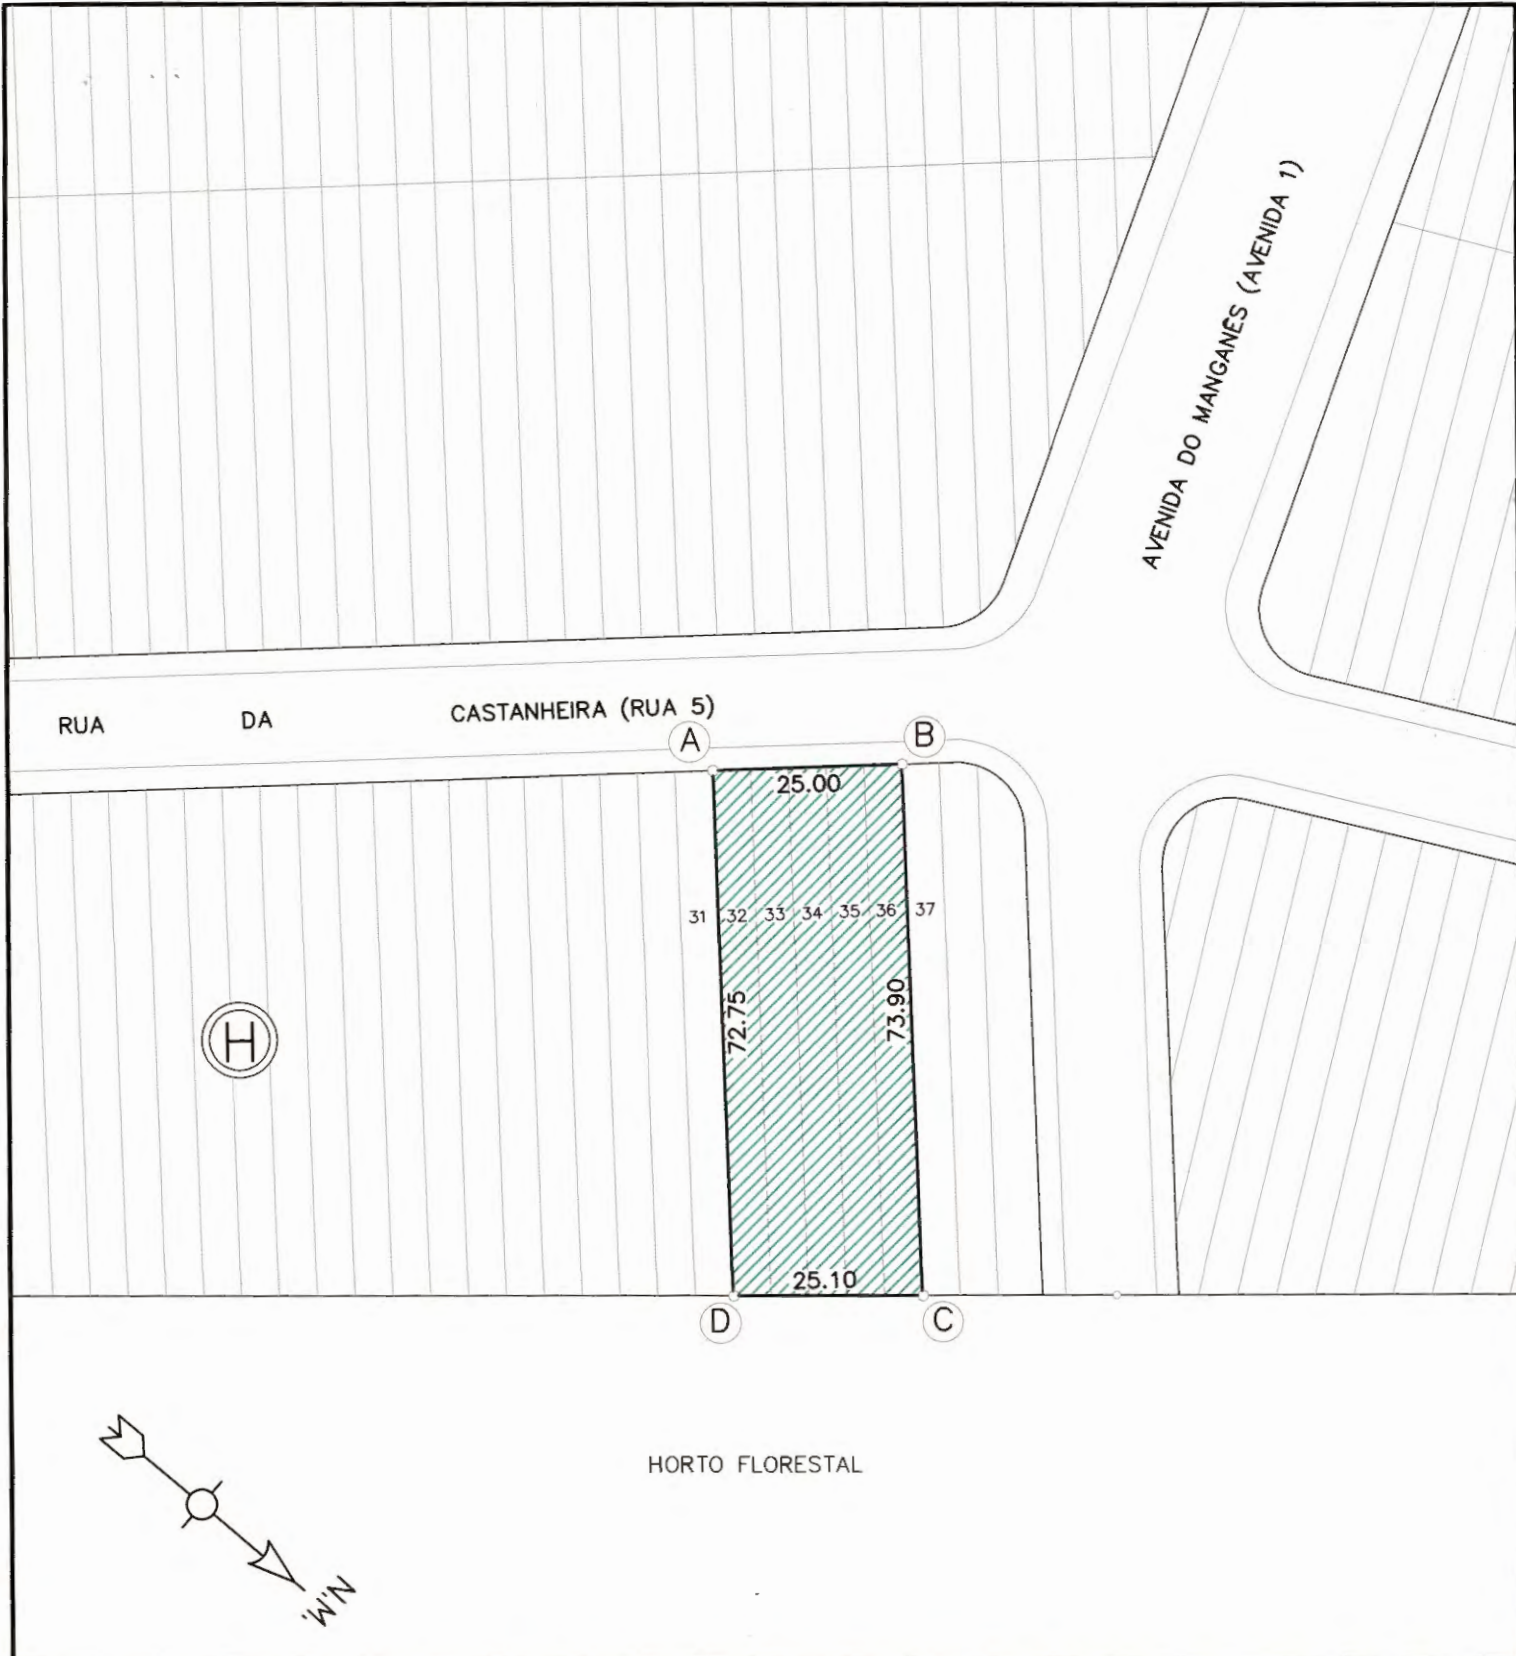 AVENIDA DO MANGANÊS (AVENIDA 1)
RUA DA CASTANHEIRA (RUA 5)
A
B
25.00
31 32 33 34 35 36 37
72.75
73.90
H
25.10
D
C
HORTO FLORESTAL
N.M.